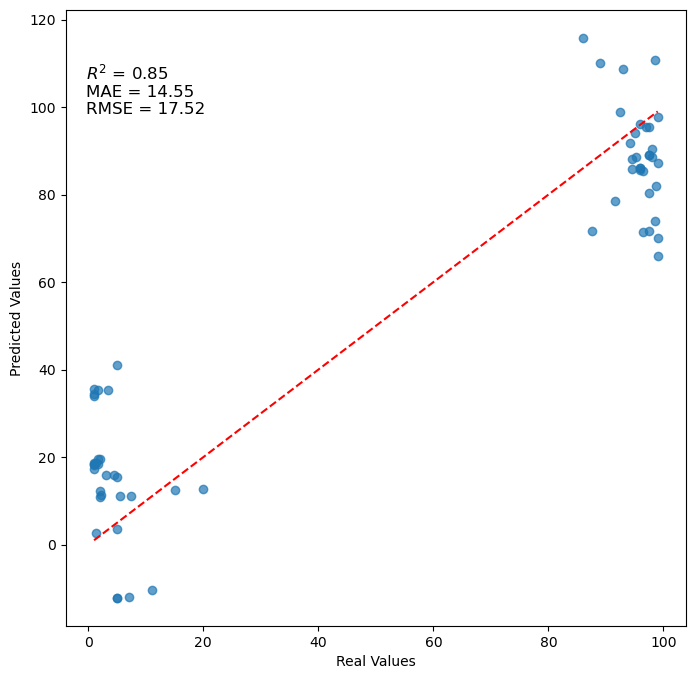 120
100
80
60
40
20
0
R² = 0.85
MAE = 14.55
RMSE = 17.52
Predicted Values
0 20 40 60 80 100
Real Values